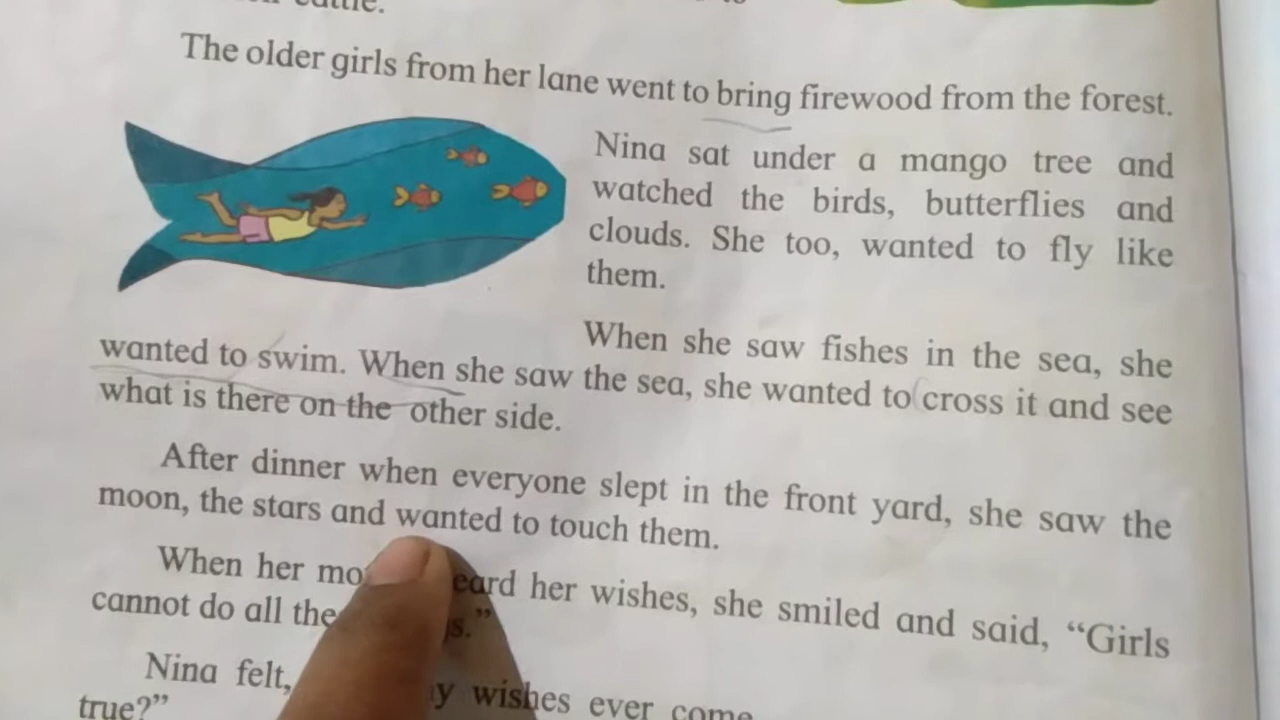 The older girls from her lane went to bring firewood from the forest.
Nina sat under a mango tree and
watched the birds, butterflies and
clouds. She too, wanted to fly like
them.
When she saw fishes in the sea, she
wanted to swim. When she saw the sea, she wanted to cross it and see
what is there on the other side.
After dinner when everyone slept in the front yard, she saw the
moon, the stars and wanted to touch them.
When her her wishes, she smiled and said, “Girls
cannot do all
Nina felt, wishes ever come
true?”